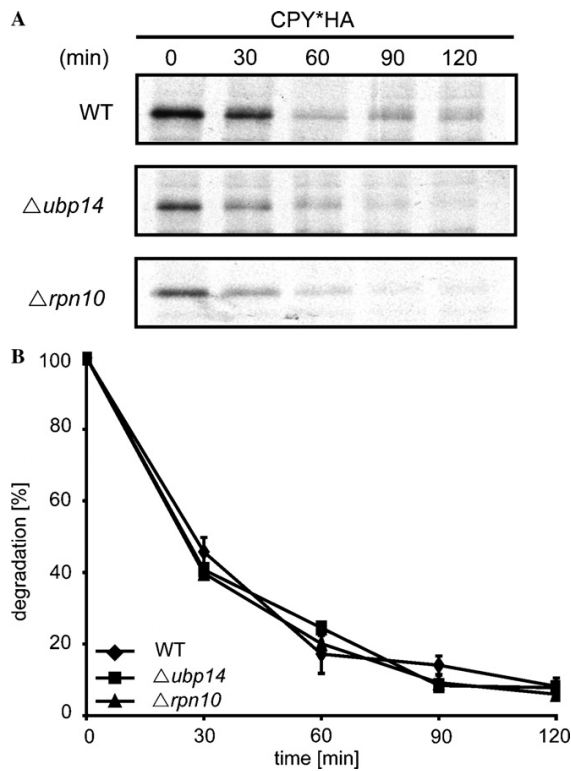 A
CPY*HA
(min) 0 30 60 90 120
WT
△ubp14
△rpn10
B
100
80
60
40
20
0
degradation [%]
WT
△ubp14
△rpn10
0 30 60 90 120
time [min]